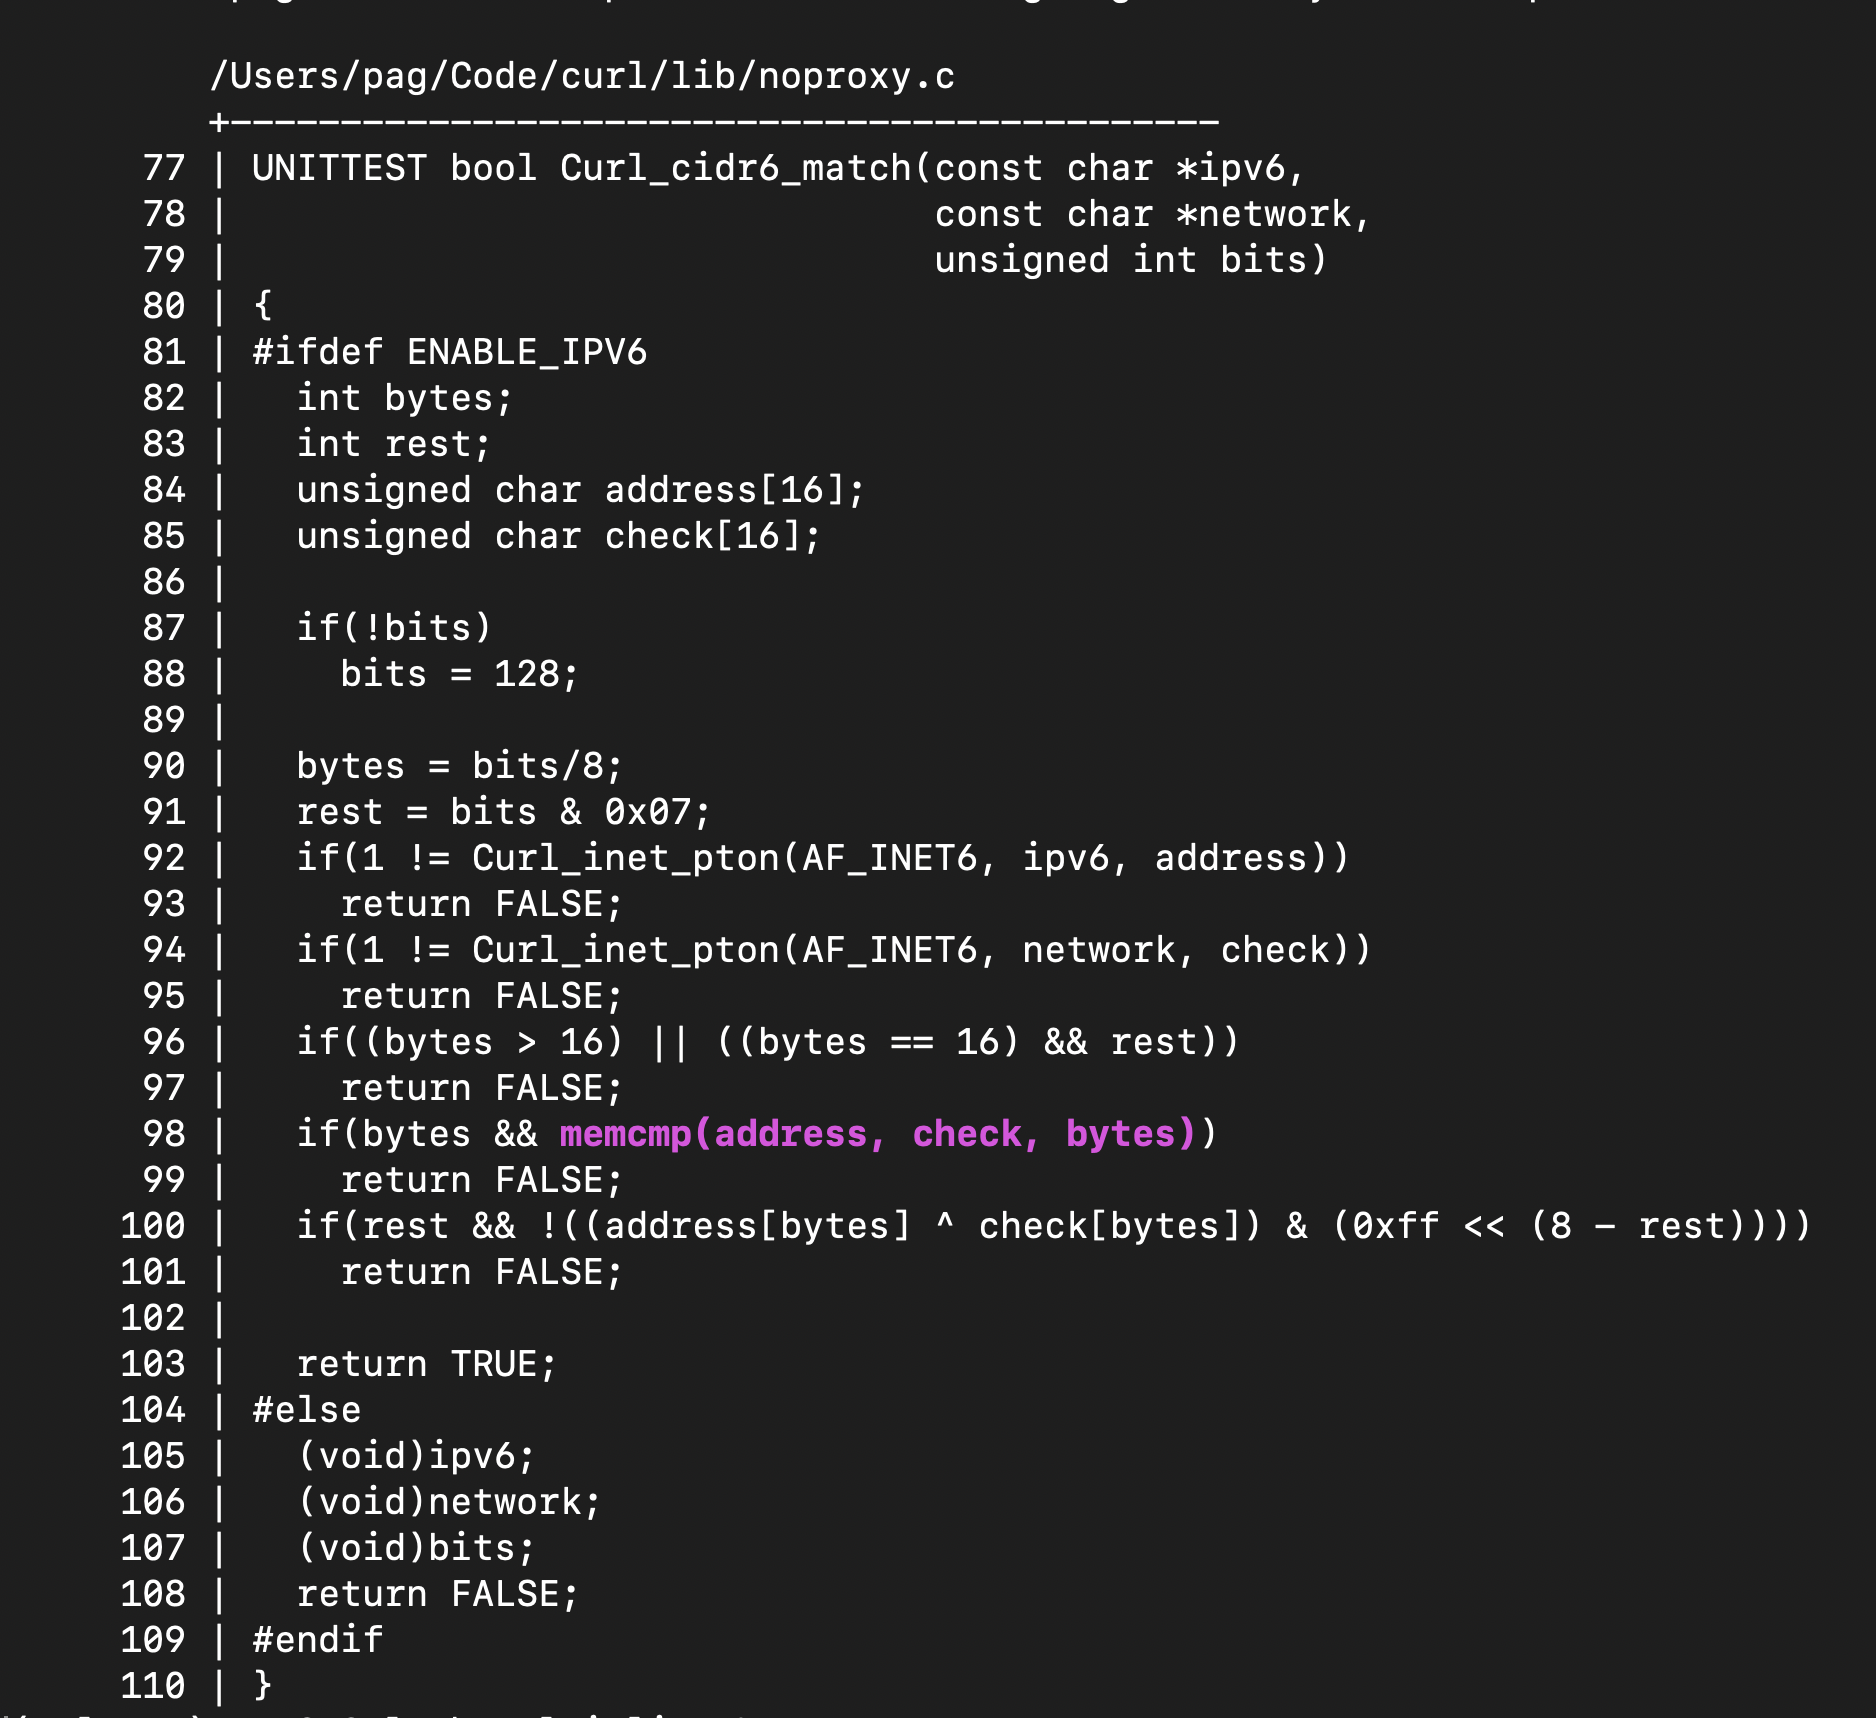 /Users/pag/Code/curl/lib/noproxy.c
+---------------------------------------------
77 | UNITTEST bool Curl_cidr6_match(const char *ipv6,
78 |                                const char *network,
79 |                                unsigned int bits)
80 | {
81 | #ifdef ENABLE_IPV6
82 |   int bytes;
83 |   int rest;
84 |   unsigned char address[16];
85 |   unsigned char check[16];
86 |
87 |   if(!bits)
88 |     bits = 128;
89 |
90 |   bytes = bits/8;
91 |   rest = bits & 0x07;
92 |   if(1 != Curl_inet_pton(AF_INET6, ipv6, address))
93 |     return FALSE;
94 |   if(1 != Curl_inet_pton(AF_INET6, network, check))
95 |     return FALSE;
96 |   if((bytes > 16) || ((bytes == 16) && rest))
97 |     return FALSE;
98 |   if(bytes && memcmp(address, check, bytes))
99 |     return FALSE;
100 |   if(rest && !((address[bytes] ^ check[bytes]) & (0xff << (8 - rest))))
101 |     return FALSE;
102 |
103 |   return TRUE;
104 | #else
105 |   (void)ipv6;
106 |   (void)network;
107 |   (void)bits;
108 |   return FALSE;
109 | #endif
110 | }